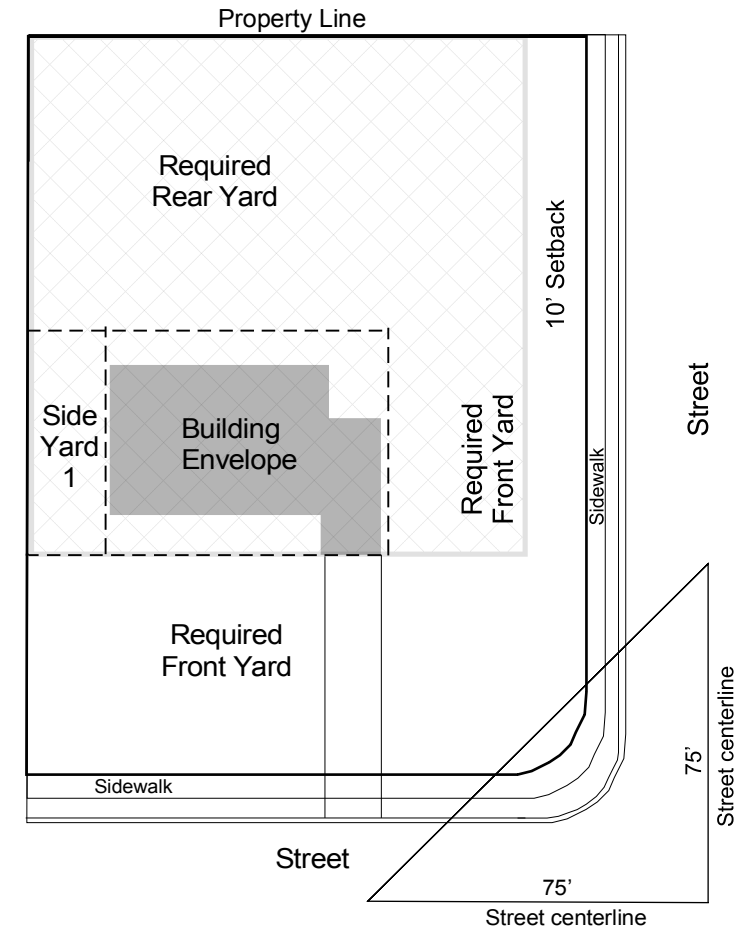 Property Line
Required
Rear Yard
10’ Setback
Street
Side
Yard
1
Building
Envelope
Required
Front Yard
Sidewalk
Required
Front Yard
75’
Street centerline
Sidewalk
Street
75’
Street centerline